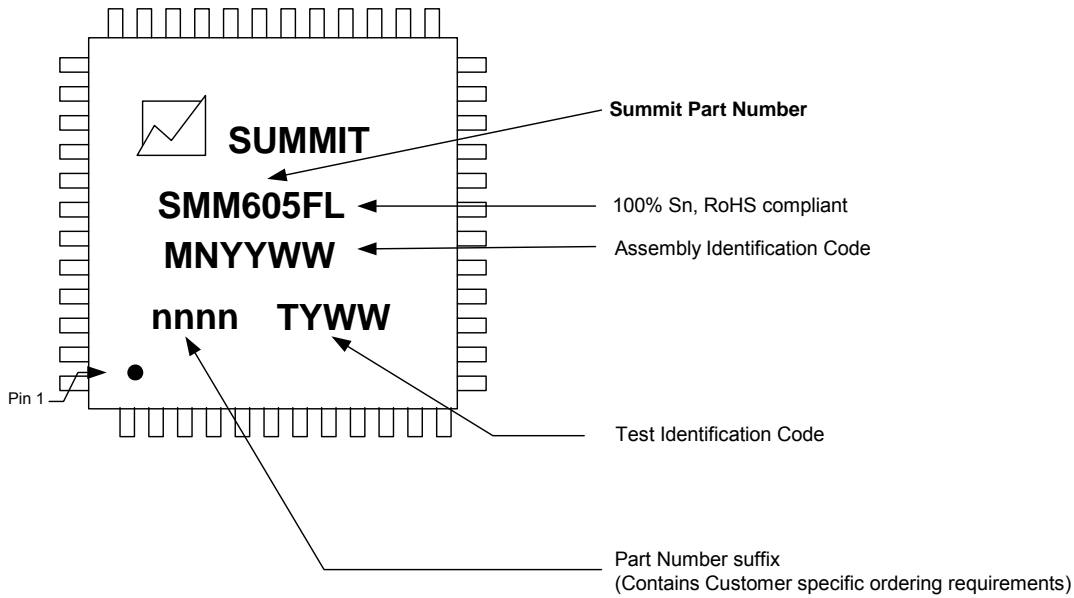 SUMMIT
SMM605FL
MNYYWW
nnnn TYWW
Pin 1
Summit Part Number
100% Sn, RoHS compliant
Assembly Identification Code
Test Identification Code
Part Number suffix
(Contains Customer specific ordering requirements)